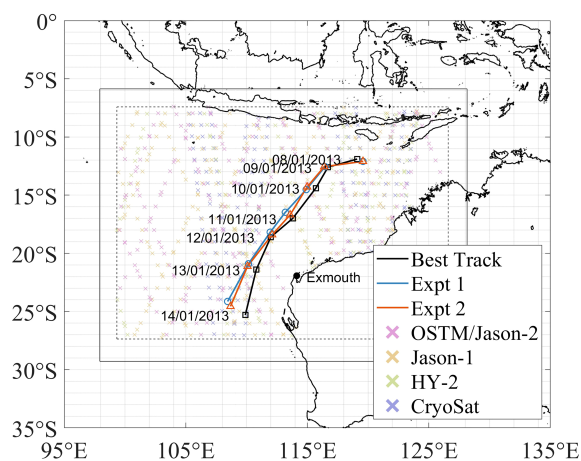 0°
5°S
10°S
15°S
20°S
25°S
30°S
35°S
95°E
105°E
115°E
125°E
135°E
08/01/2013
09/01/2013
10/01/2013
11/01/2013
12/01/2013
13/01/2013
14/01/2013
Exmouth
Best Track
Expt 1
Expt 2
OSTM/Jason-2
Jason-1
HY-2
CryoSat